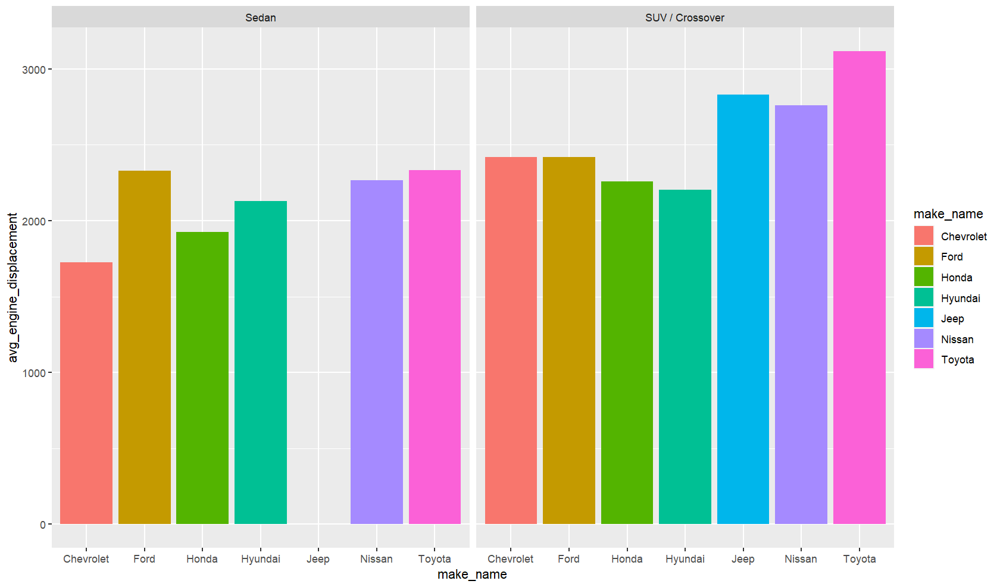 Sedan
SUV / Crossover
avg_engine_displacement
3000
2000
1000
0
Chevrolet Ford Honda Hyundai Jeep Nissan Toyota
Chevrolet Ford Honda Hyundai Jeep Nissan Toyota
make_name
make_name
Chevrolet
Ford
Honda
Hyundai
Jeep
Nissan
Toyota